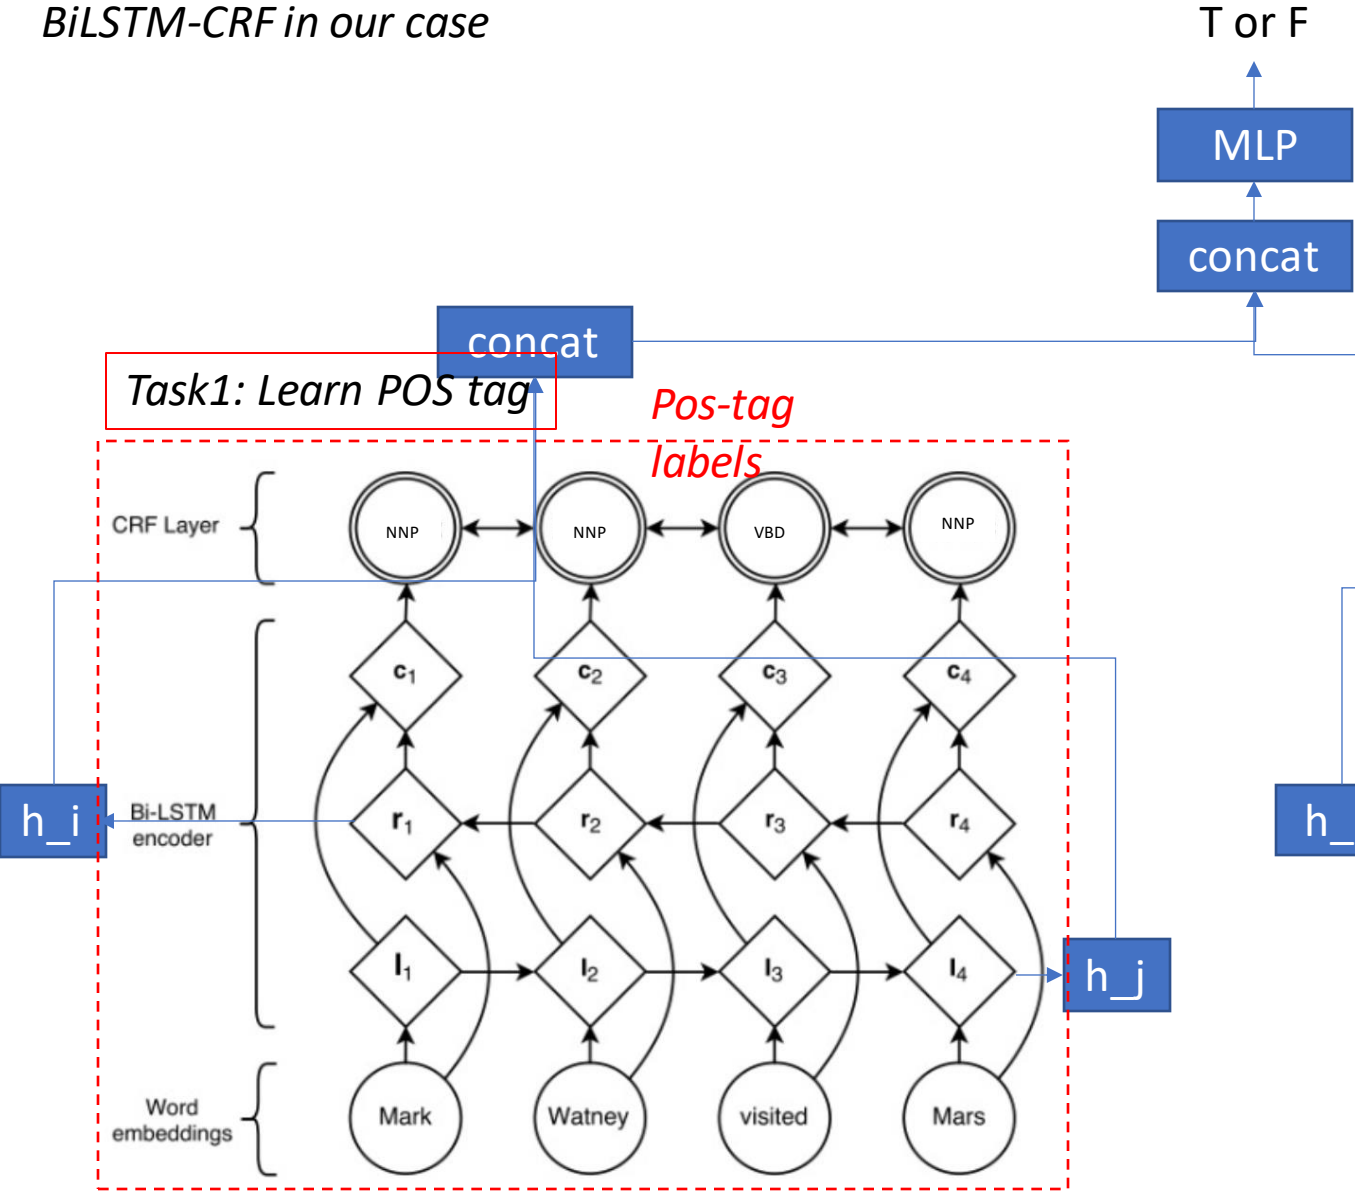 BiLSTM-CRF in our case
T or F
MLP
concat
concat
Task1: Learn POS tag
Pos-tag
labels
CRF Layer
NNP
NNP
VBD
NNP
c1
c2
c3
c4
h_i
Bi-LSTM
encoder
r1
r2
r3
r4
h_
l1
l2
l3
l4
h_j
Word
embeddings
Mark
Watney
visited
Mars